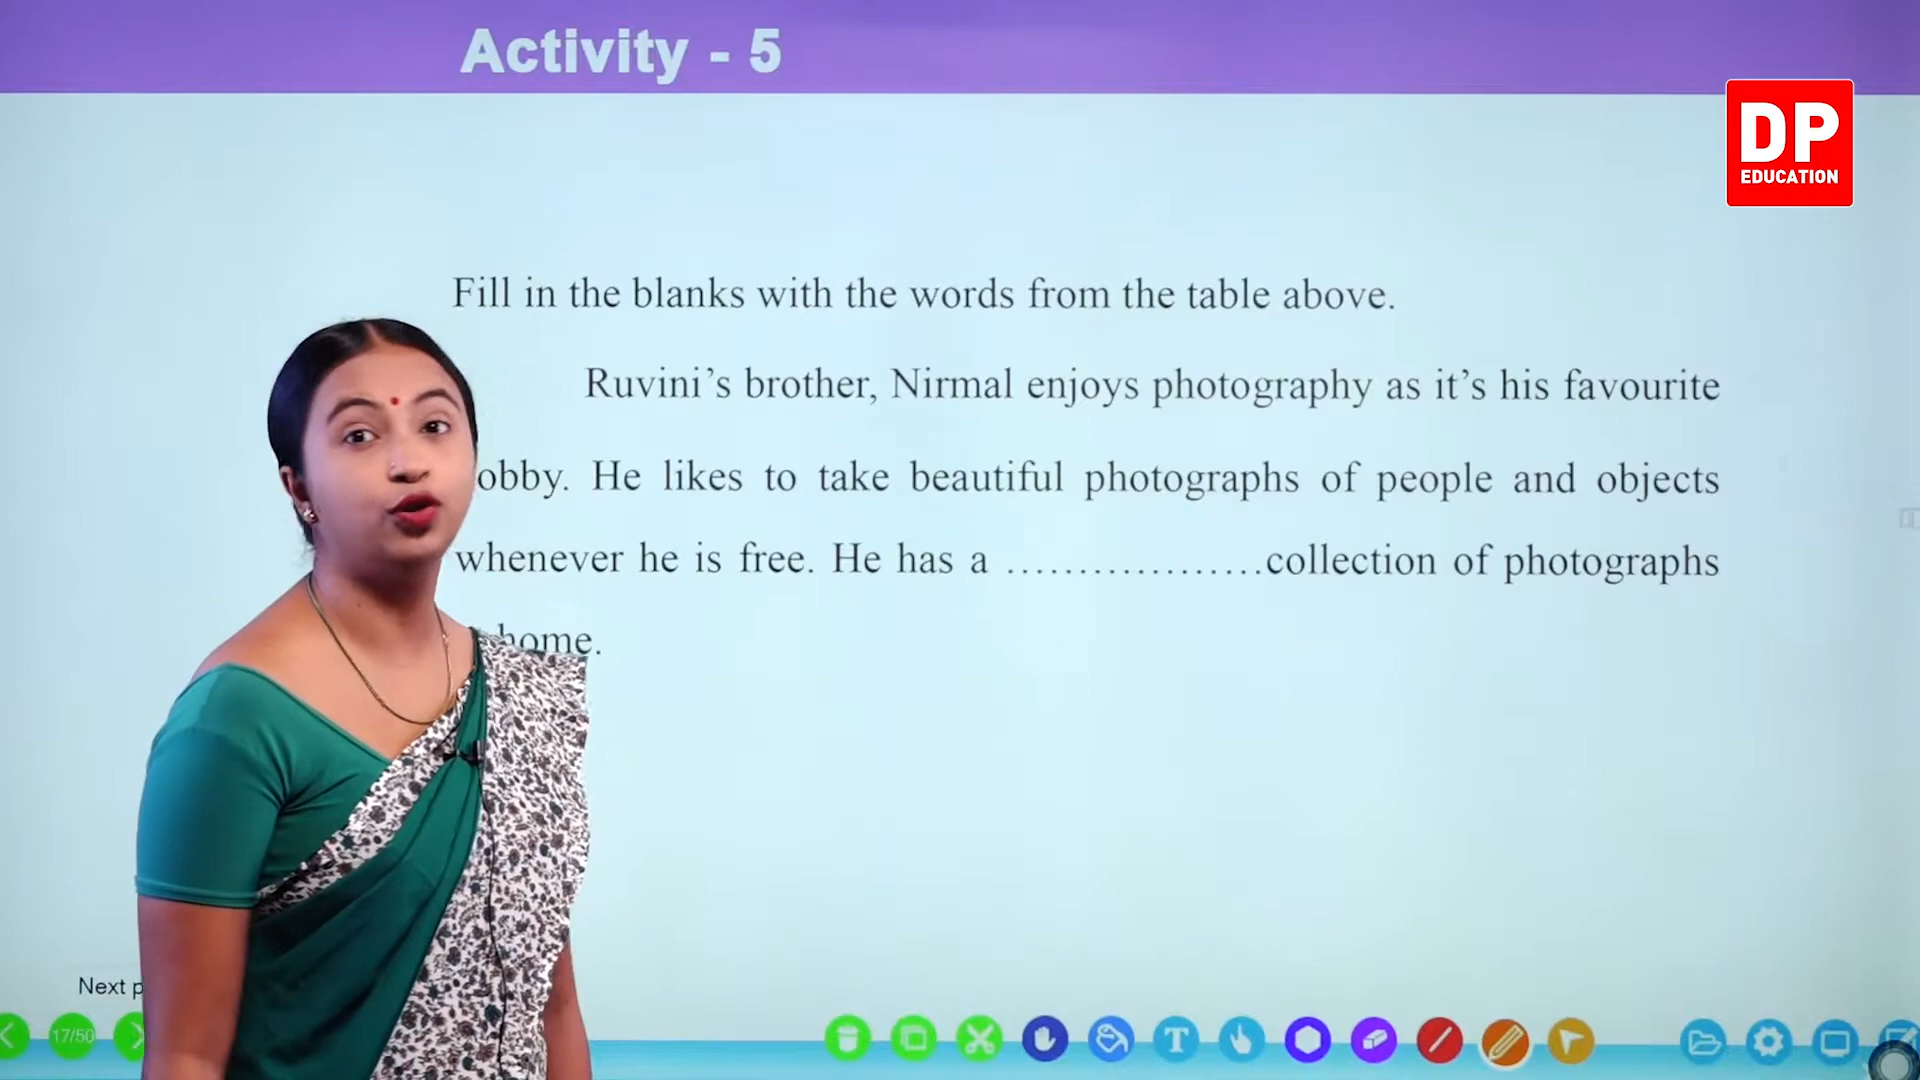 Activity - 5
DP
EDUCATION
Fill in the blanks with the words from the table above.
Ruvini's brother, Nirmal enjoys photography as it's his favourite
obby. He likes to take beautiful photographs of people and objects
whenever he is free. He has a ..................collection of photographs
home.
Next p
17/50
T